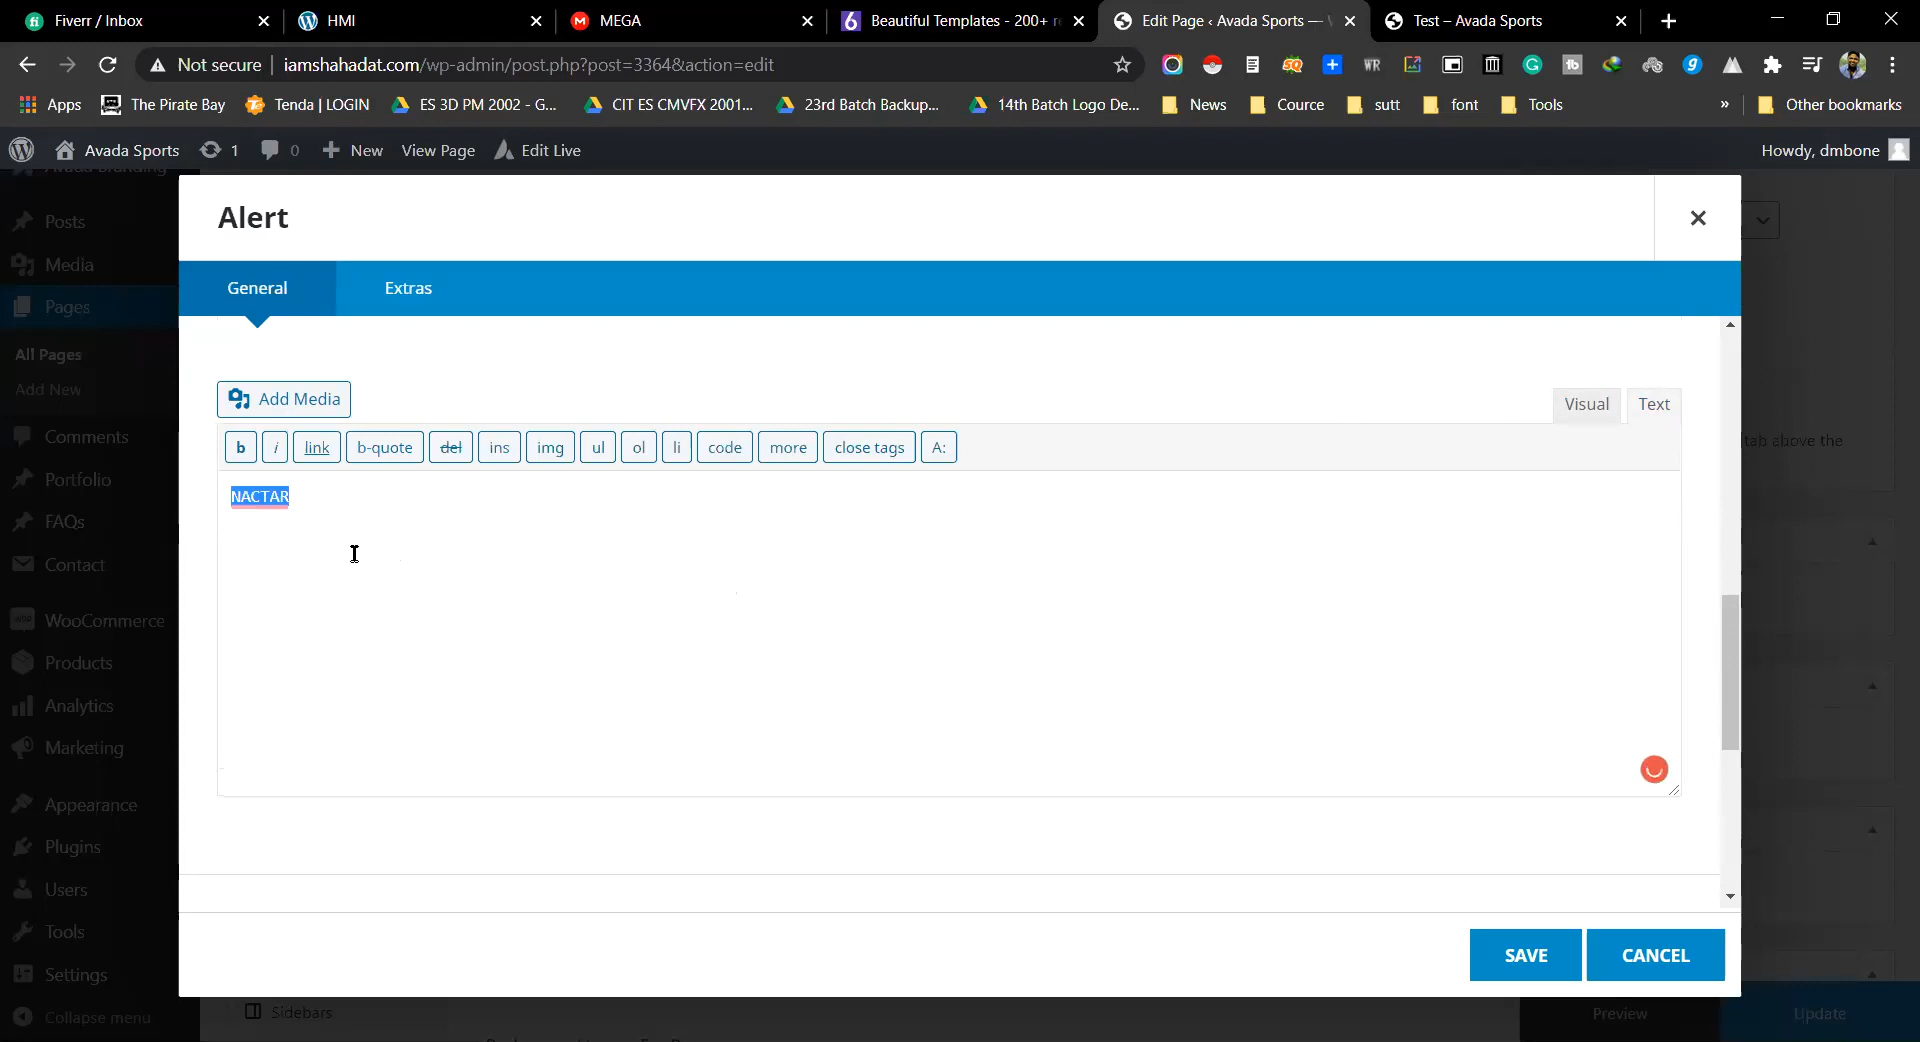 Fiverr / Inbox
HMI
MEGA
Beautiful Templates - 200+ r
Edit Page ‹ Avada Sports —
Test – Avada Sports
Not secure | iamshahadat.com/wp-admin/post.php?post=3364&action=edit
Apps
The Pirate Bay
Tenda | LOGIN
ES 3D PM 2002 - G...
CIT ES CMVFX 2001...
23rd Batch Backup...
14th Batch Logo De...
News
Cource
sutt
font
Tools
»
Other bookmarks
Avada Sports
1
0
New
View Page
Edit Live
Howdy, dmbone
Avada Branding
Posts
Media
Pages
All Pages
Add New
Comments
Portfolio
FAQs
Contact
WooCommerce
Products
Analytics
Marketing
Appearance
Plugins
Users
Tools
Settings
Collapse menu
Alert
General
Extras
Add Media
Visual
Text
b
i
link
b-quote
del
ins
img
ul
ol
li
code
more
close tags
A:
NACTAR
tab above the
SAVE
CANCEL
Sidebars
Preview
Update